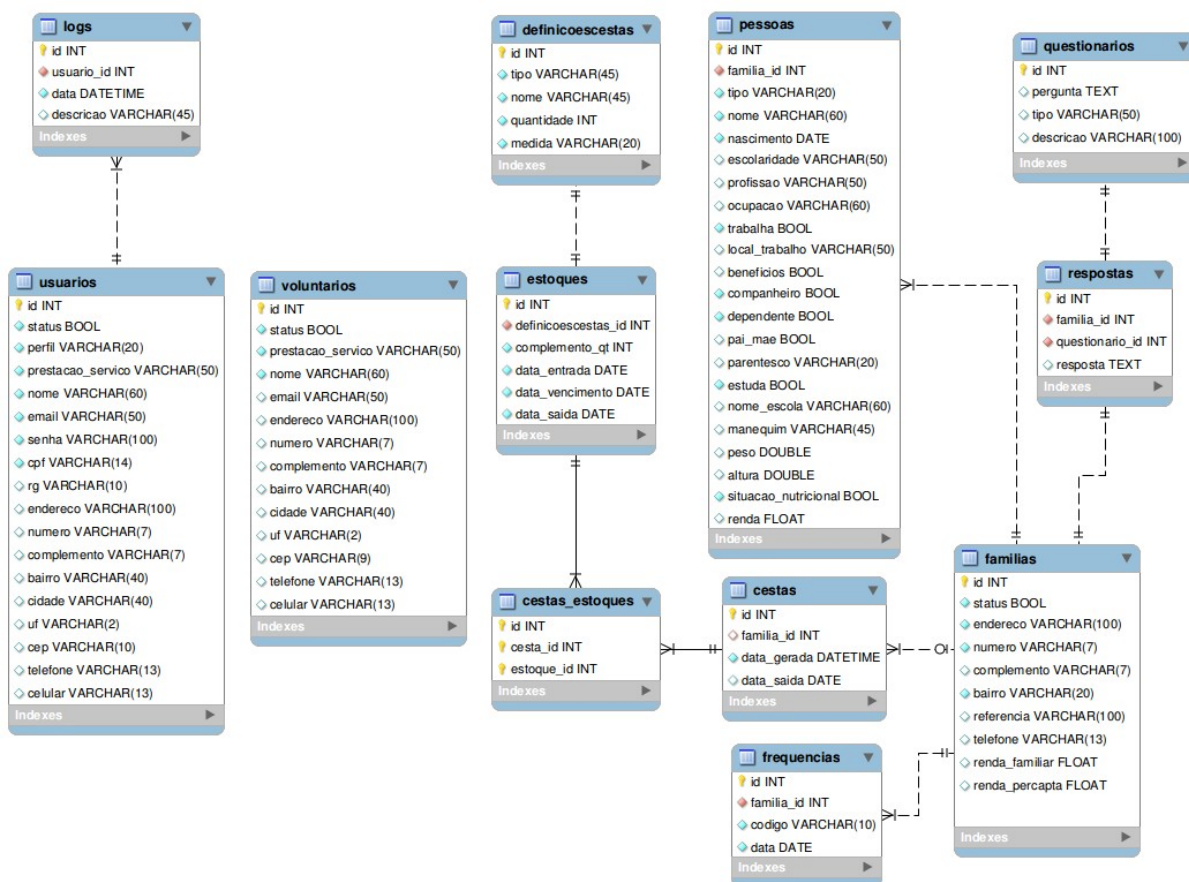 logs
id INT
usuario_id INT
data DATETIME
descricao VARCHAR(45)
Indexes
definicoescestas
id INT
tipo VARCHAR(45)
nome VARCHAR(45)
quantidade INT
medida VARCHAR(20)
Indexes
pessoas
id INT
familia_id INT
tipo VARCHAR(20)
nome VARCHAR(60)
nascimento DATE
escolaridade VARCHAR(50)
profissao VARCHAR(50)
ocupacao VARCHAR(60)
trabalha BOOL
local_trabalho VARCHAR(50)
beneficios BOOL
companheiro BOOL
dependente BOOL
pai_mae BOOL
parentesco VARCHAR(20)
estuda BOOL
nome_escola VARCHAR(60)
manequim VARCHAR(45)
peso DOUBLE
altura DOUBLE
situacao_nutricional BOOL
renda FLOAT
Indexes
questionarios
id INT
pergunta TEXT
tipo VARCHAR(50)
descricao VARCHAR(100)
Indexes
usuarios
id INT
status BOOL
perfil VARCHAR(20)
prestacao_servico VARCHAR(50)
nome VARCHAR(60)
email VARCHAR(50)
senha VARCHAR(100)
cpf VARCHAR(14)
rg VARCHAR(10)
endereco VARCHAR(100)
numero VARCHAR(7)
complemento VARCHAR(7)
bairro VARCHAR(40)
cidade VARCHAR(40)
uf VARCHAR(2)
cep VARCHAR(10)
telefone VARCHAR(13)
celular VARCHAR(13)
Indexes
voluntarios
id INT
status BOOL
prestacao_servico VARCHAR(50)
nome VARCHAR(60)
email VARCHAR(50)
endereco VARCHAR(100)
numero VARCHAR(7)
complemento VARCHAR(7)
bairro VARCHAR(40)
cidade VARCHAR(40)
uf VARCHAR(2)
cep VARCHAR(9)
telefone VARCHAR(13)
celular VARCHAR(13)
Indexes
estoques
id INT
definicoescestas_id INT
complemento_qt INT
data_entrada DATE
data_vencimento DATE
data_saida DATE
Indexes
respostas
id INT
familia_id INT
questionario_id INT
resposta TEXT
Indexes
cestas_estoques
id INT
cesta_id INT
estoque_id INT
Indexes
cestas
id INT
familia_id INT
data_gerada DATETIME
data_saida DATE
Indexes
familias
id INT
status BOOL
endereco VARCHAR(100)
numero VARCHAR(7)
complemento VARCHAR(7)
bairro VARCHAR(20)
referencia VARCHAR(100)
telefone VARCHAR(13)
renda_familiar FLOAT
renda_percapta FLOAT
Indexes
frequencias
id INT
familia_id INT
codigo VARCHAR(10)
data DATE
Indexes